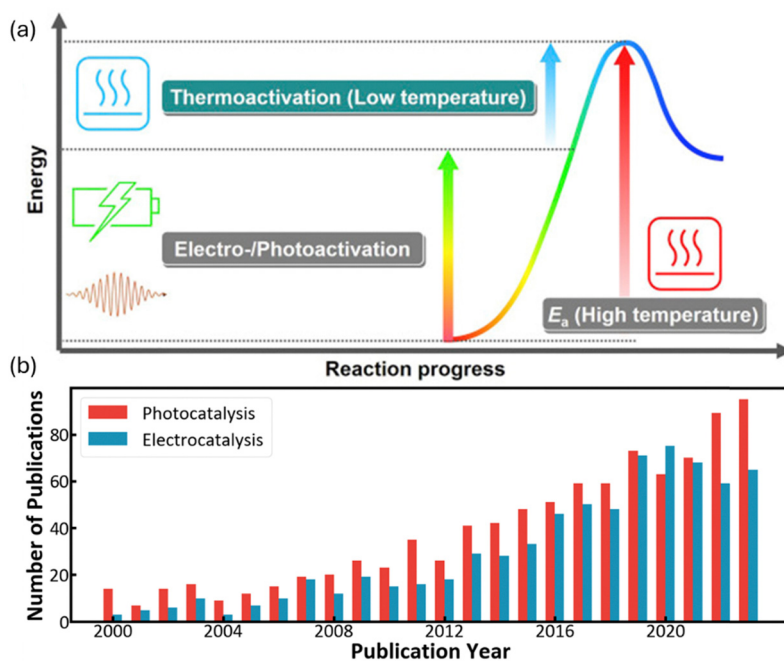 (a)
Energy
Thermoactivation (Low temperature)
Electro-/Photoactivation
Ea (High temperature)
Reaction progress
(b)
Number of Publications
80
60
40
20
0
Photocatalysis
Electrocatalysis
2000
2004
2008
2012
2016
2020
Publication Year